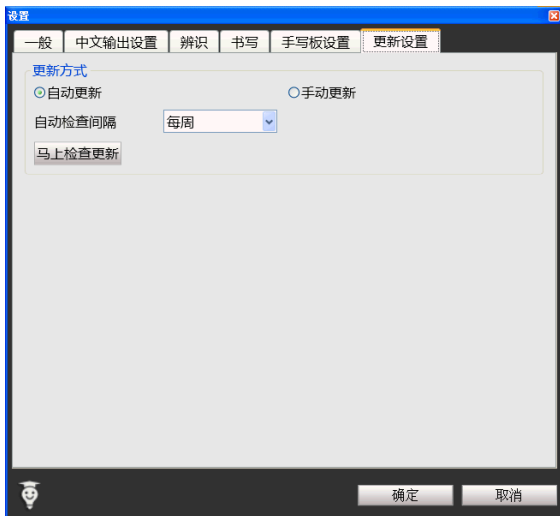 设置
一般 中文输出设置 辨识 书写 手写板设置 更新设置
更新方式
自动更新 手动更新
自动检查间隔 每周
马上检查更新
确定 取消